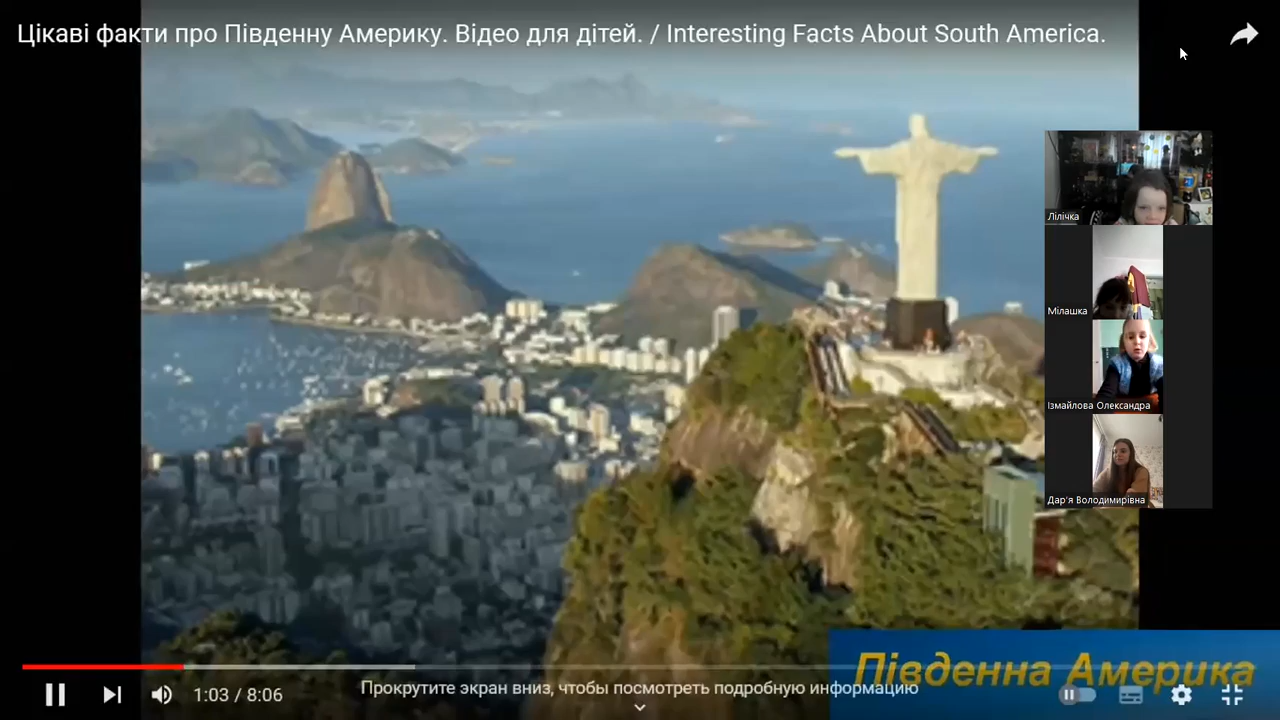 Цікаві факти про Південну Америку. Відео для дітей. / Interesting Facts About South America.
Лілічка
Мілашка
Ізмайлова Олександра
Дар'я Володимирівна
Південна Америка
1:03 / 8:06
Прокрутите экран вниз, чтобы посмотреть подробную информацию